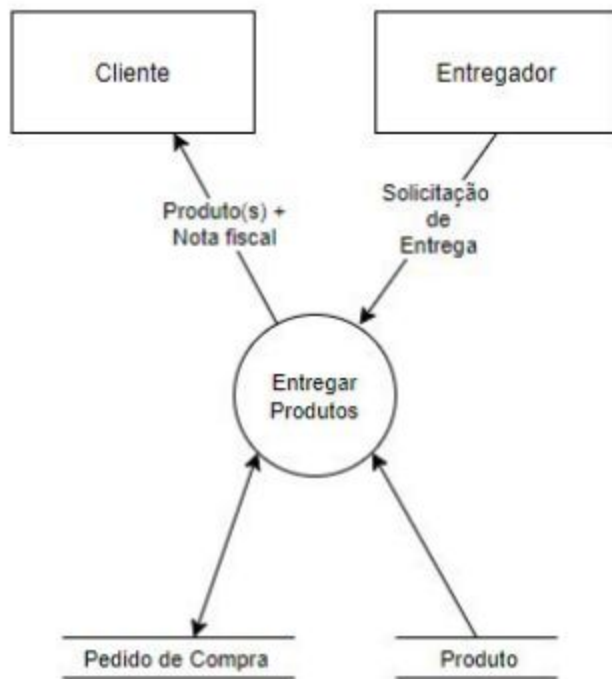 Cliente
Entregador
Produto(s) +
Nota fiscal
Solicitação
de
Entrega
Entregar
Produtos
Pedido de Compra
Produto